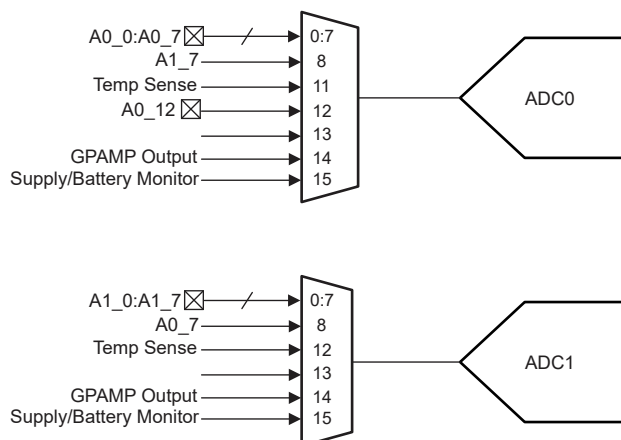 A0_0:A0_7 0:7
A1_7 8
Temp Sense 11
A0_12 12
13
GPAMP Output 14
Supply/Battery Monitor 15
ADC0
A1_0:A1_7 0:7
A0_7 8
Temp Sense 12
13
GPAMP Output 14
Supply/Battery Monitor 15
ADC1